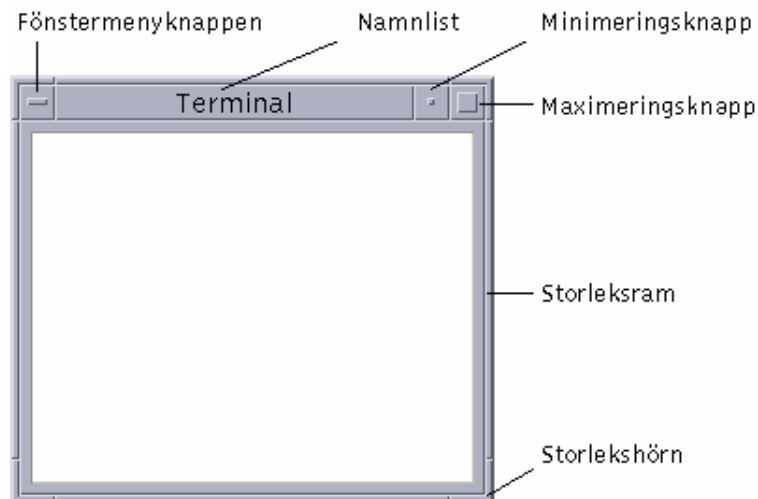 Fönstermenyknappen Namnlist Minimeringsknapp
Terminal
Maximeringsknapp
Storleksram
Storlekshörn